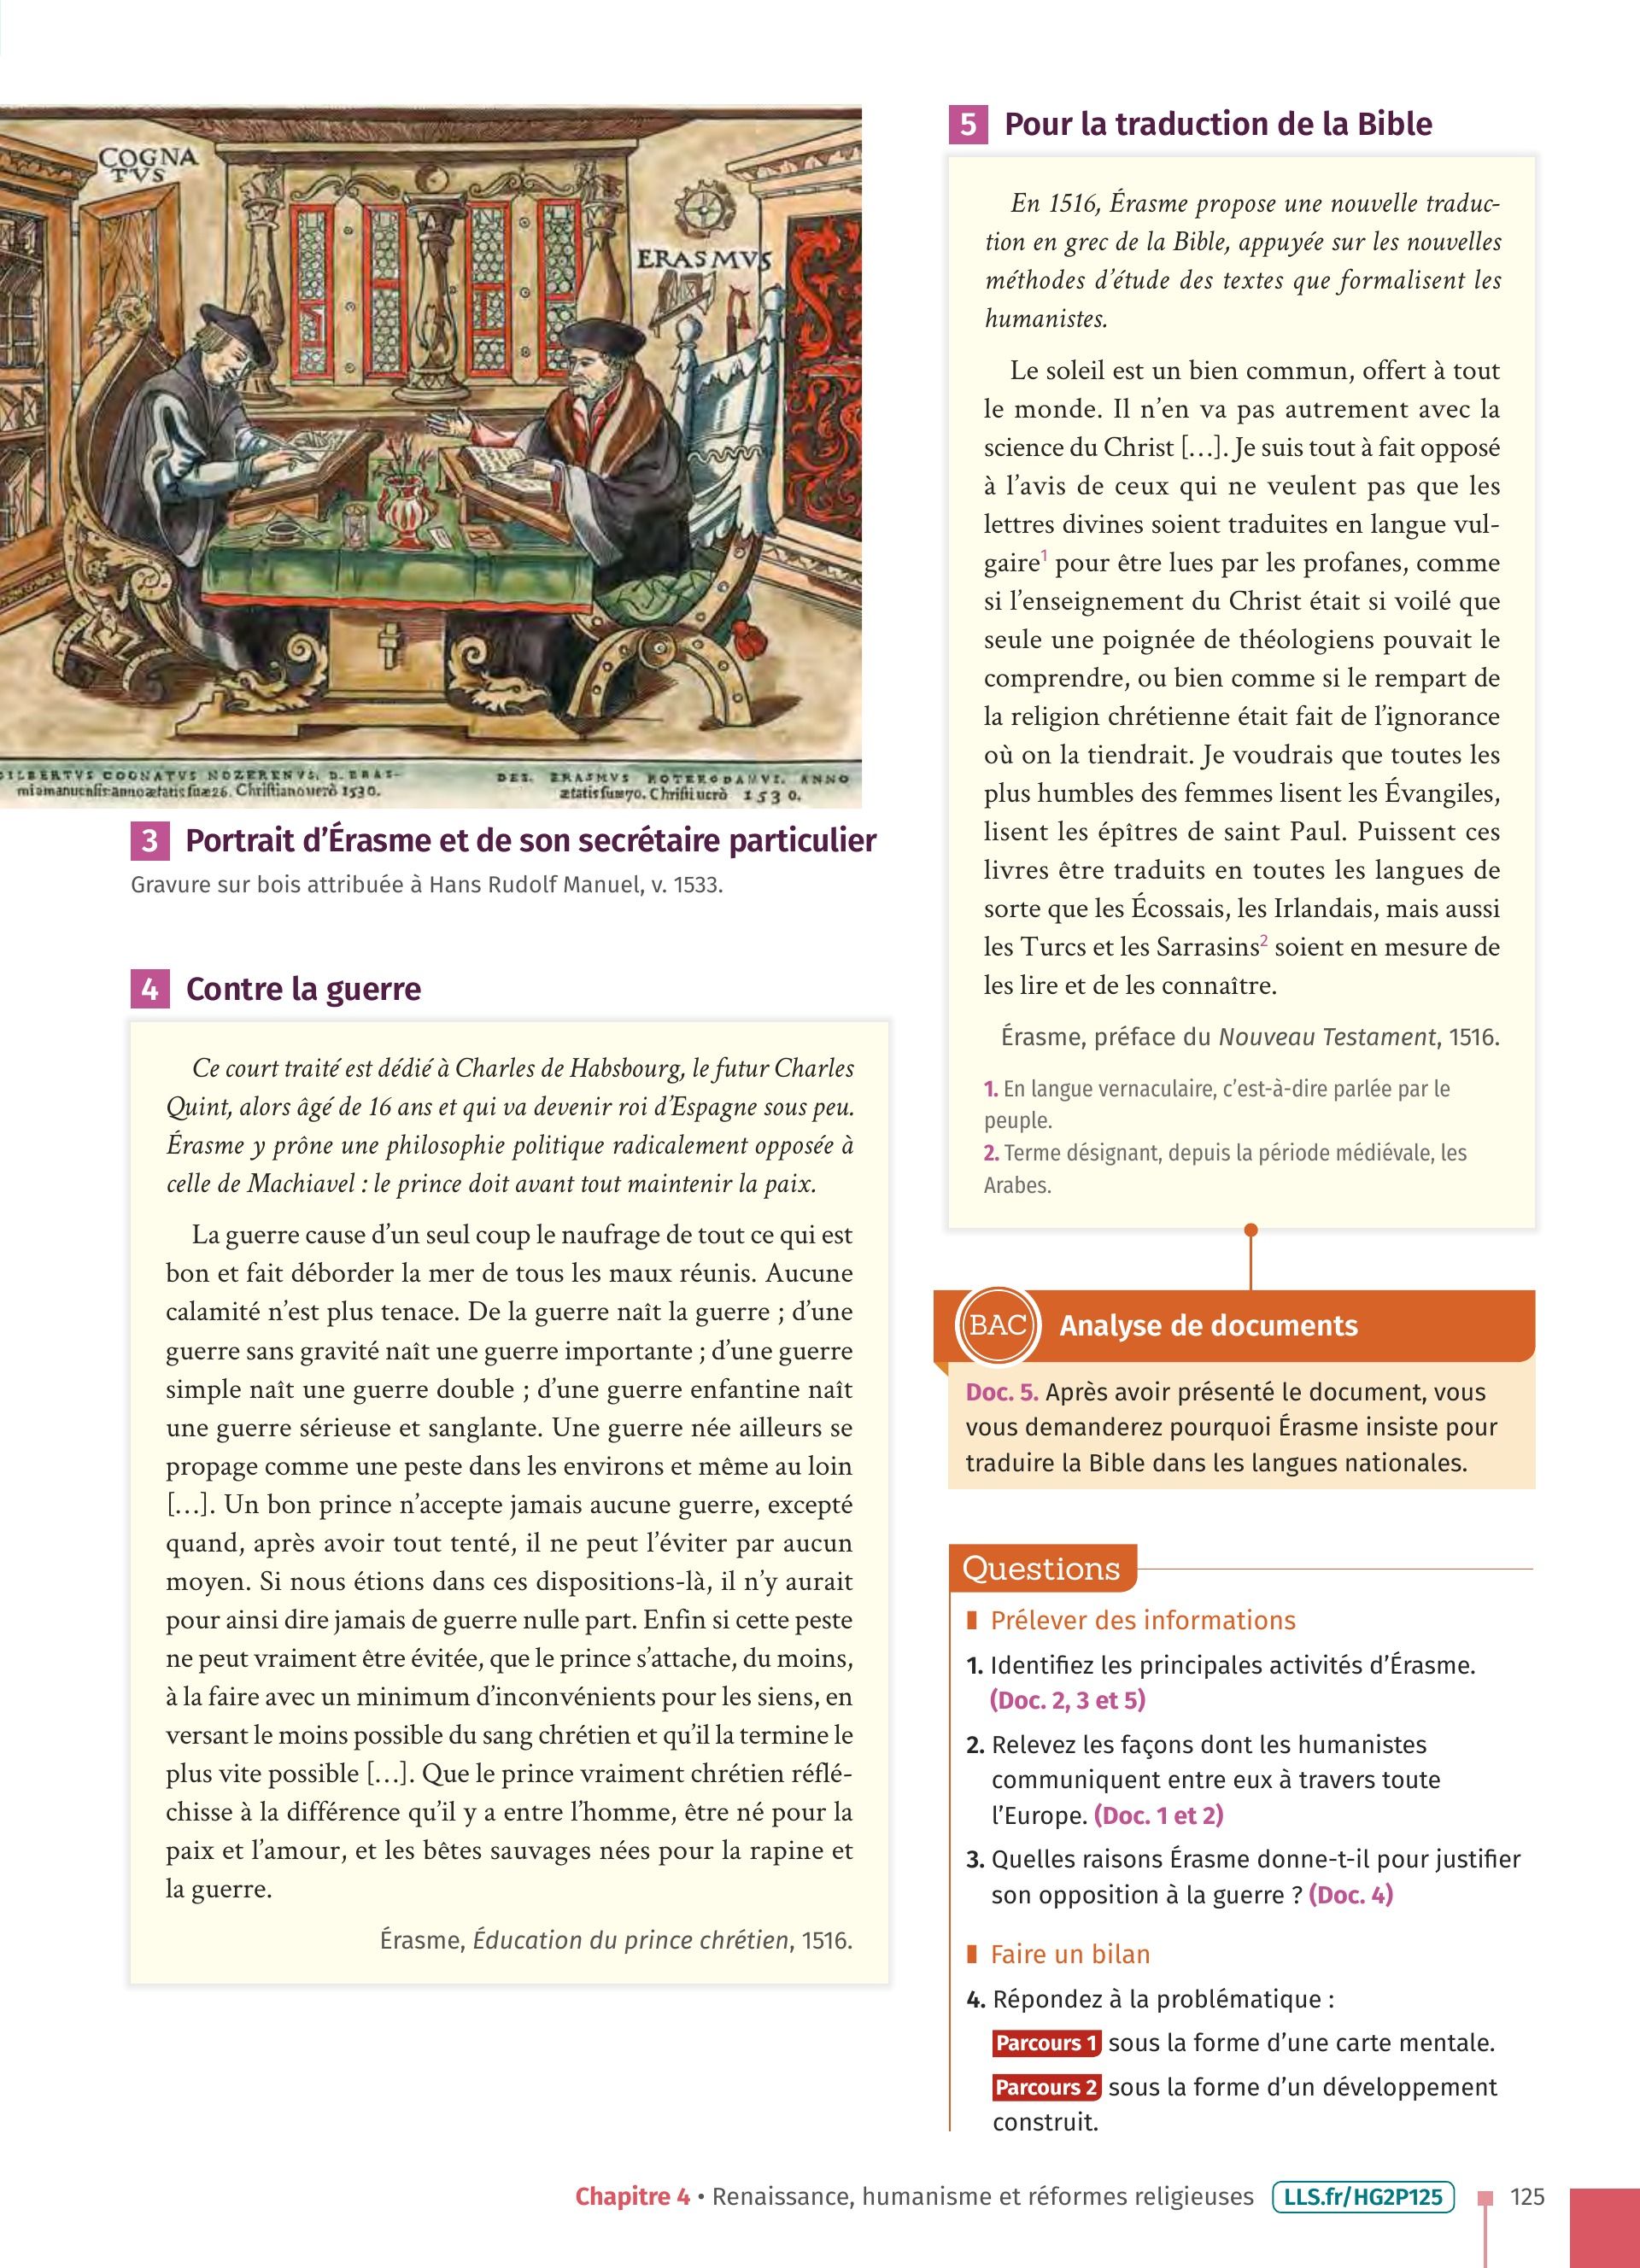 COGNA
TVS
ERASMVS
GILBERTVS COGNATVS NOZERENVS. D. ERAS-
mi amanuensis anno ætatis suæ 26. Christi ano uerò 1530.
DES. ERASMVS ROTERODAMVS. ANNO
ætatis suæ 70. Christi uerò 1530.
3 Portrait d’Érasme et de son secrétaire particulier
Gravure sur bois attribuée à Hans Rudolf Manuel, v. 1533.
4 Contre la guerre
Ce court traité est dédié à Charles de Habsbourg, le futur Charles
Quint, alors âgé de 16 ans et qui va devenir roi d’Espagne sous peu.
Érasme y prône une philosophie politique radicalement opposée à
celle de Machiavel : le prince doit avant tout maintenir la paix.
La guerre cause d’un seul coup le naufrage de tout ce qui est
bon et fait déborder la mer de tous les maux réunis. Aucune
calamité n’est plus tenace. De la guerre naît la guerre ; d’une
guerre sans gravité naît une guerre importante ; d’une guerre
simple naît une guerre double ; d’une guerre enfantine naît
une guerre sérieuse et sanglante. Une guerre née ailleurs se
propage comme une peste dans les environs et même au loin
[…]. Un bon prince n’accepte jamais aucune guerre, excepté
quand, après avoir tout tenté, il ne peut l’éviter par aucun
moyen. Si nous étions dans ces dispositions-là, il n’y aurait
pour ainsi dire jamais de guerre nulle part. Enfin si cette peste
ne peut vraiment être évitée, que le prince s’attache, du moins,
à la faire avec un minimum d’inconvénients pour les siens, en
versant le moins possible du sang chrétien et qu’il la termine le
plus vite possible […]. Que le prince vraiment chrétien réflé-
chisse à la différence qu’il y a entre l’homme, être né pour la
paix et l’amour, et les bêtes sauvages nées pour la rapine et
la guerre.
Érasme, Éducation du prince chrétien, 1516.
5 Pour la traduction de la Bible
En 1516, Érasme propose une nouvelle traduc-
tion en grec de la Bible, appuyée sur les nouvelles
méthodes d’étude des textes que formalisent les
humanistes.
Le soleil est un bien commun, offert à tout
le monde. Il n’en va pas autrement avec la
science du Christ […]. Je suis tout à fait opposé
à l’avis de ceux qui ne veulent pas que les
lettres divines soient traduites en langue vul-
gaire1 pour être lues par les profanes, comme
si l’enseignement du Christ était si voilé que
seule une poignée de théologiens pouvait le
comprendre, ou bien comme si le rempart de
la religion chrétienne était fait de l’ignorance
où on la tiendrait. Je voudrais que toutes les
plus humbles des femmes lisent les Évangiles,
lisent les épîtres de saint Paul. Puissent ces
livres être traduits en toutes les langues de
sorte que les Écossais, les Irlandais, mais aussi
les Turcs et les Sarrasins2 soient en mesure de
les lire et de les connaître.
Érasme, préface du Nouveau Testament, 1516.
1. En langue vernaculaire, c’est-à-dire parlée par le
peuple.
2. Terme désignant, depuis la période médiévale, les
Arabes.
BAC Analyse de documents
Doc. 5. Après avoir présenté le document, vous
vous demanderez pourquoi Érasme insiste pour
traduire la Bible dans les langues nationales.
Questions
Prélever des informations
1. Identifiez les principales activités d’Érasme.
(Doc. 2, 3 et 5)
2. Relevez les façons dont les humanistes
communiquent entre eux à travers toute
l’Europe. (Doc. 1 et 2)
3. Quelles raisons Érasme donne-t-il pour justifier
son opposition à la guerre ? (Doc. 4)
Faire un bilan
4. Répondez à la problématique :
Parcours 1 sous la forme d’une carte mentale.
Parcours 2 sous la forme d’un développement
construit.
Chapitre 4 • Renaissance, humanisme et réformes religieuses LLS.fr/HG2P125 125